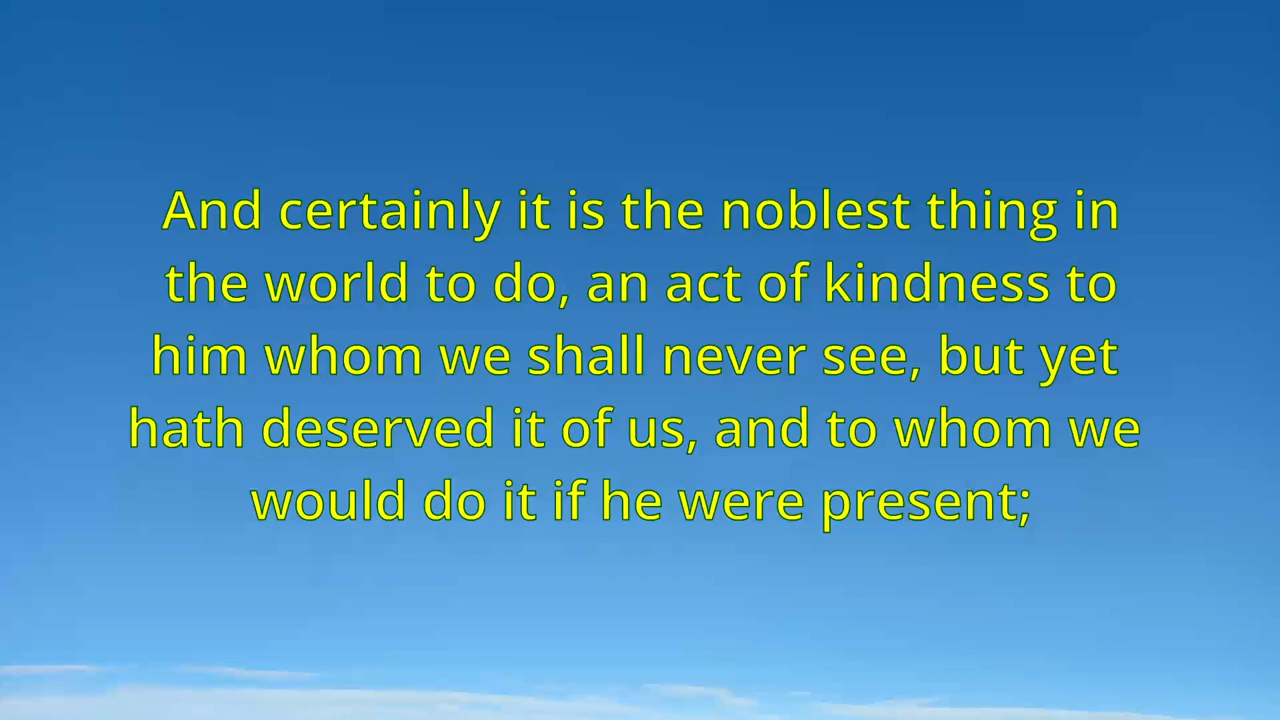 And certainly it is the noblest thing in
the world to do, an act of kindness to
him whom we shall never see, but yet
hath deserved it of us, and to whom we
would do it if he were present;